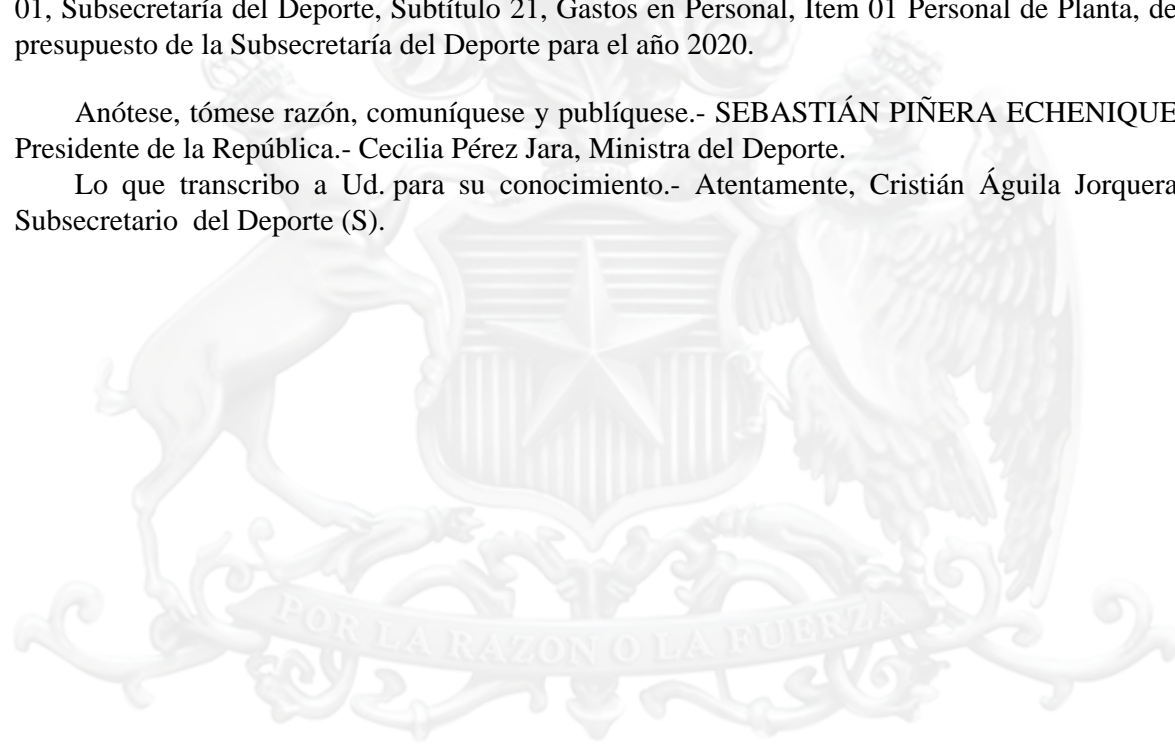 01, Subsecretaría del Deporte, Subtítulo 21, Gastos en Personal, Item 01 Personal de Planta, de
presupuesto de la Subsecretaría del Deporte para el año 2020.
Anótese, tómese razón, comuníquese y publíquese.- SEBASTIÁN PIÑERA ECHENIQUE
Presidente de la República.- Cecilia Pérez Jara, Ministra del Deporte.
Lo que transcribo a Ud. para su conocimiento.- Atentamente, Cristián Águila Jorquera
Subsecretario del Deporte (S).
POR LA RAZON O LA FUERZA